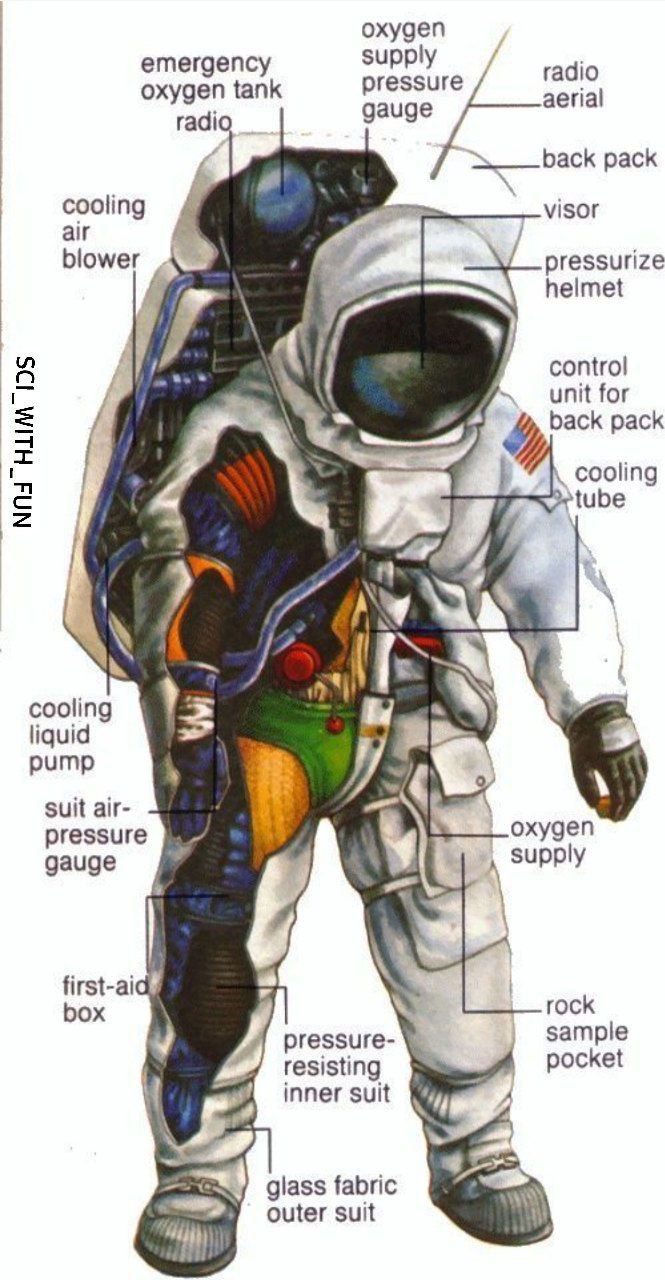 oxygen
supply
pressure
gauge
emergency
oxygen tank
radio
radio
aerial
back pack
cooling
air
blower
visor
pressurize
helmet
control
unit for
back pack
cooling
tube
SCI_WITH_FUN
cooling
liquid
pump
suit air-
pressure
gauge
oxygen
supply
first-aid
box
pressure-
resisting
inner suit
rock
sample
pocket
glass fabric
outer suit